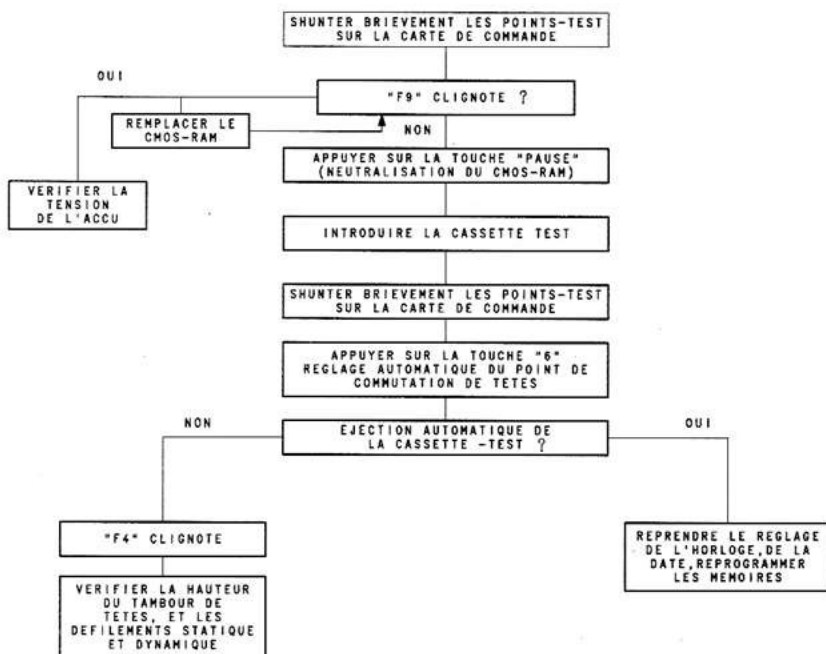 SHUNTER BRIEVEMENT LES POINTS-TEST
SUR LA CARTE DE COMMANDE
OUI
"F9" CLIGNOTE ?
REMPLACER LE
CMOS-RAM
NON
APPUYER SUR LA TOUCHE "PAUSE"
(NEUTRALISATION DU CMOS-RAM)
VERIFIER LA
TENSION
DE L'ACCU
INTRODUIRE LA CASSETTE TEST
SHUNTER BRIEVEMENT LES POINTS-TEST
SUR LA CARTE DE COMMANDE
APPUYER SUR LA TOUCHE "6"
REGLAGE AUTOMATIQUE DU POINT DE
COMMUTATION DE TETES
NON
EJECTION AUTOMATIQUE DE
LA CASSETTE -TEST ?
OUI
"F4" CLIGNOTE
REPRENDRE LE REGLAGE
DE L'HORLOGE,DE LA
DATE,REPROGRAMMER
LES MEMOIRES
VERIFIER LA HAUTEUR
DU TAMBOUR DE
TETES, ET LES
DEFILEMENTS STATIQUE
ET DYNAMIQUE